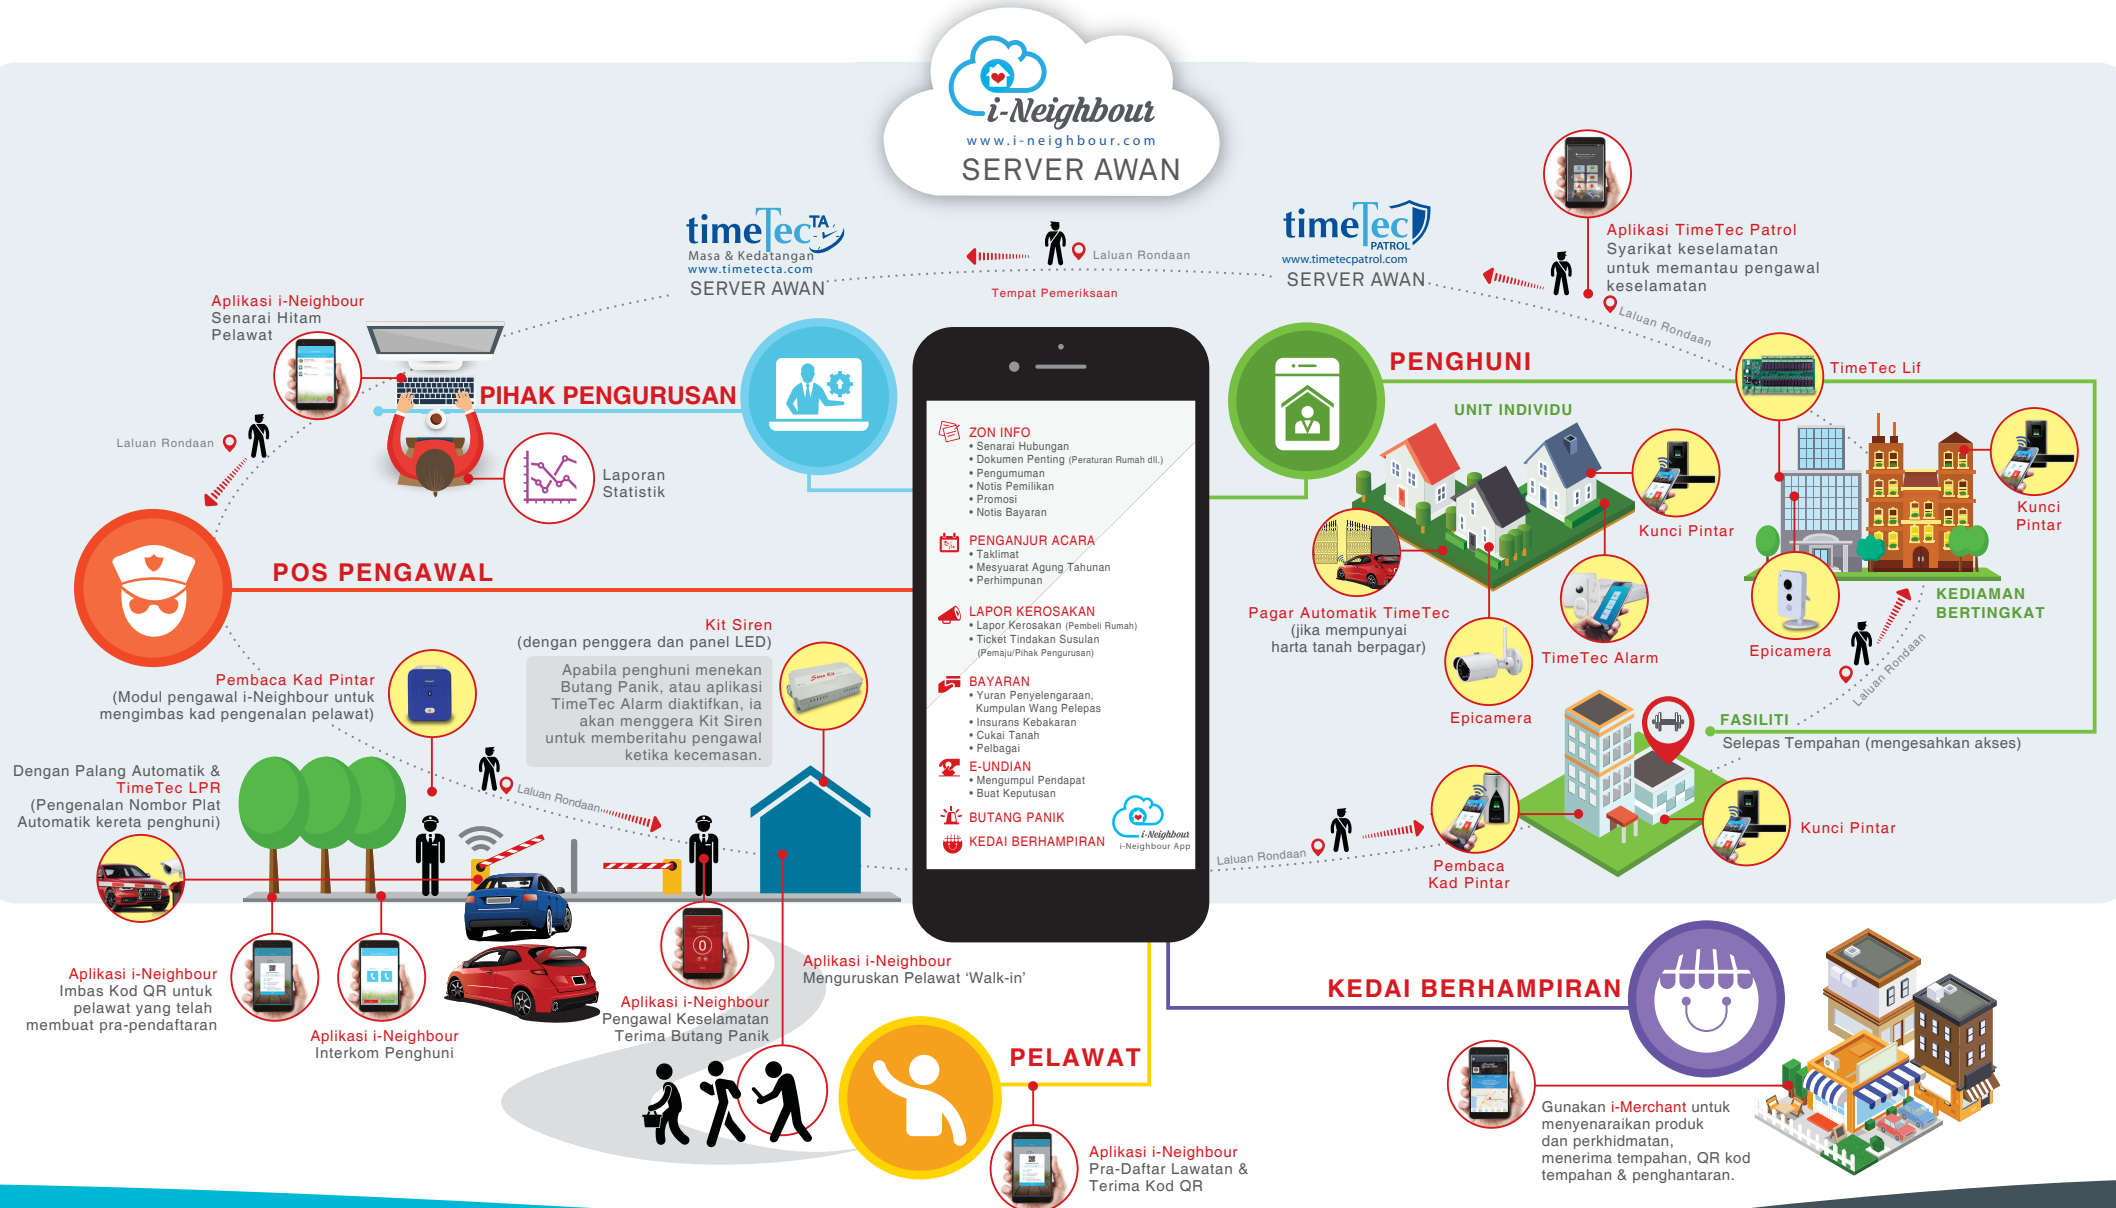 i-Neighbour
www.i-neighbour.com
SERVER AWAN
timeTec TA
Masa & Kedatangan
www.timetecta.com
SERVER AWAN
Laluan Rondaan
Tempat Pemeriksaan
timeTec
PATROL
www.timetecpatrol.com
SERVER AWAN
Aplikasi TimeTec Patrol
Syarikat keselamatan
untuk memantau pengawal
keselamatan
Laluan Rondaan
Aplikasi i-Neighbour
Senarai Hitam
Pelawat
Laluan Rondaan
PIHAK PENGURUSAN
Laporan
Statistik
POS PENGAWAL
ZON INFO
• Senarai Hubungan
• Dokumen Penting (Peraturan Rumah dll.)
• Pengumuman
• Notis Pemilikan
• Promosi
• Notis Bayaran
PENGANJUR ACARA
• Taklimat
• Mesyuarat Agung Tahunan
• Perhimpunan
LAPOR KEROSAKAN
• Lapor Kerosakan (Pembeli Rumah)
• Ticket Tindakan Susulan
(Pemaju/Pihak Pengurusan)
BAYARAN
• Yuran Penyelengaraan,
Kumpulan Wang Pelepas
• Insurans Kebakaran
• Cukai Tanah
• Pelbagai
E-UNDIAN
• Mengumpul Pendapat
• Buat Keputusan
BUTANG PANIK
KEDAI BERHAMPIRAN
i-Neighbour
i-Neighbour App
PENGHUNI
UNIT INDIVIDU
TimeTec Lif
Kunci Pintar
Kunci
Pintar
Pagar Automatik TimeTec
(jika mempunyai
harta tanah berpagar)
TimeTec Alarm
Epicamera
Epicamera
KEDIAMAN
BERTINGKAT
Laluan Rondaan
FASILITI
Selepas Tempahan (mengesahkan akses)
Kunci Pintar
Pembaca
Kad Pintar
Laluan Rondaan
Kit Siren
(dengan penggera dan panel LED)
Apabila penghuni menekan
Butang Panik, atau aplikasi
TimeTec Alarm diaktifkan, ia
akan menggera Kit Siren
untuk memberitahu pengawal
ketika kecemasan.
Siren Kit
Pembaca Kad Pintar
(Modul pengawal i-Neighbour untuk
mengimbas kad pengenalan pelawat)
Laluan Rondaan
Dengan Palang Automatik &
TimeTec LPR
(Pengenalan Nombor Plat
Automatik kereta penghuni)
Aplikasi i-Neighbour
Imbas Kod QR untuk
pelawat yang telah
membuat pra-pendaftaran
Aplikasi i-Neighbour
Interkom Penghuni
0
Aplikasi i-Neighbour
Pengawal Keselamatan
Terima Butang Panik
Aplikasi i-Neighbour
Menguruskan Pelawat ‘Walk-in’
PELAWAT
Aplikasi i-Neighbour
Pra-Daftar Lawatan &
Terima Kod QR
KEDAI BERHAMPIRAN
Gunakan i-Merchant untuk
menyenaraikan produk
dan perkhidmatan,
menerima tempahan, QR kod
tempahan & penghantaran.